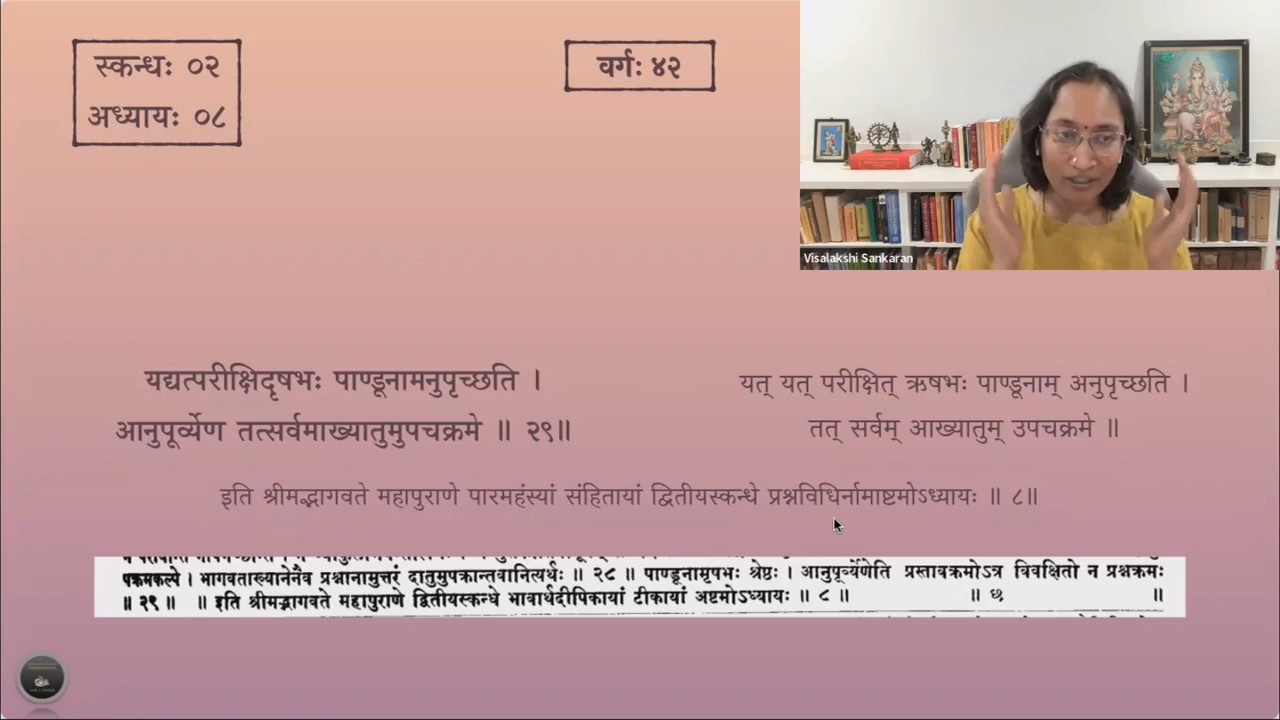 स्कन्धः ०२
अध्यायः ०८
वर्गः ४२
Visalakshi Sankaran
यद्यत्परीक्षिदृषभः पाण्डूनामनुपृच्छति ।
आनुपूर्व्येण तत्सर्वमाख्यातुमुपचक्रमे ॥ २९॥
यत् यत् परीक्षित् ऋषभः पाण्डूनाम् अनुपृच्छति ।
तत् सर्वम् आख्यातुम् उपचक्रमे ॥
इति श्रीमद्भागवते महापुराणे पारमहंस्यां संहितायां द्वितीयस्कन्धे प्रश्नविधिर्नामाष्टमोऽध्यायः ॥ ८॥
पक्रमकल्पे । भागवताख्यानेनैव प्रश्नानामुत्तरं दातुमुपक्रान्तवानित्यर्थः ॥ २८ ॥ पाण्डूनामृषभः श्रेष्ठः । आनुपूर्व्येणेति प्रस्तावक्रमोऽत्र विवक्षितो न प्रश्नक्रमः
॥ २९ ॥ ॥ इति श्रीमद्भागवते महापुराणे द्वितीयस्कन्धे भावार्थदीपिकायां टीकायां अष्टमोऽध्यायः ॥ ८ ॥ ॥ छ ॥